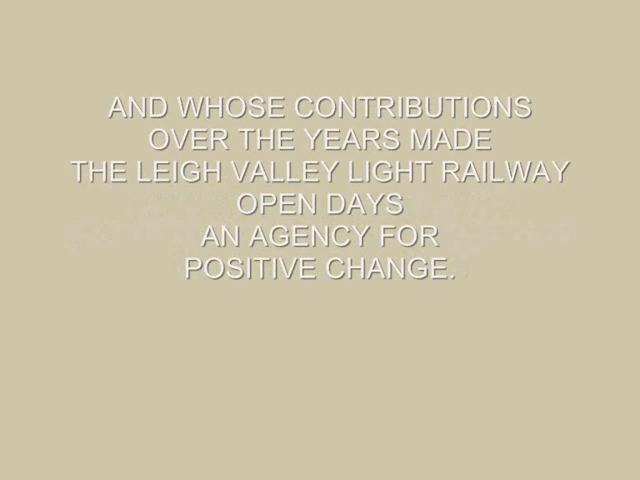 AND WHOSE CONTRIBUTIONS
OVER THE YEARS MADE
THE LEIGH VALLEY LIGHT RAILWAY
OPEN DAYS
AN AGENCY FOR
POSITIVE CHANGE.